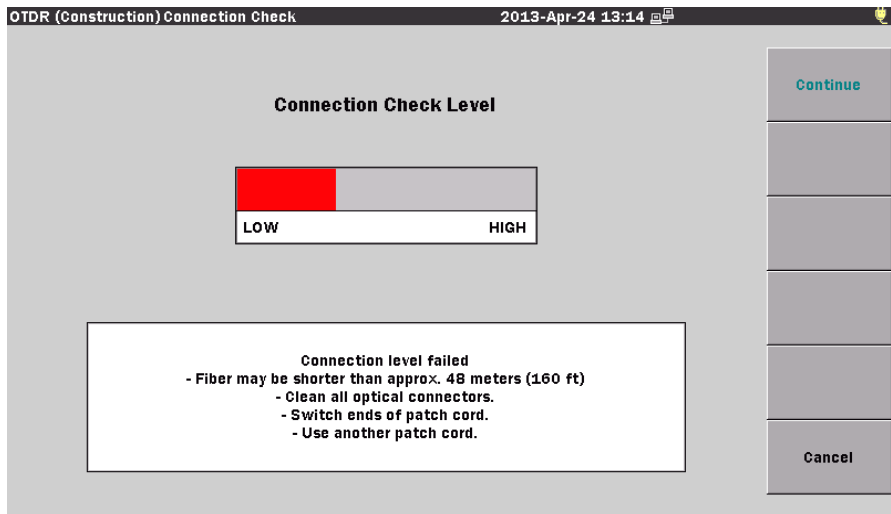 OTDR (Construction) Connection Check 2013-Apr-24 13:14
Connection Check Level
Continue
LOW HIGH
Connection level failed
- Fiber may be shorter than approx. 48 meters (160 ft)
- Clean all optical connectors.
- Switch ends of patch cord.
- Use another patch cord.
Cancel